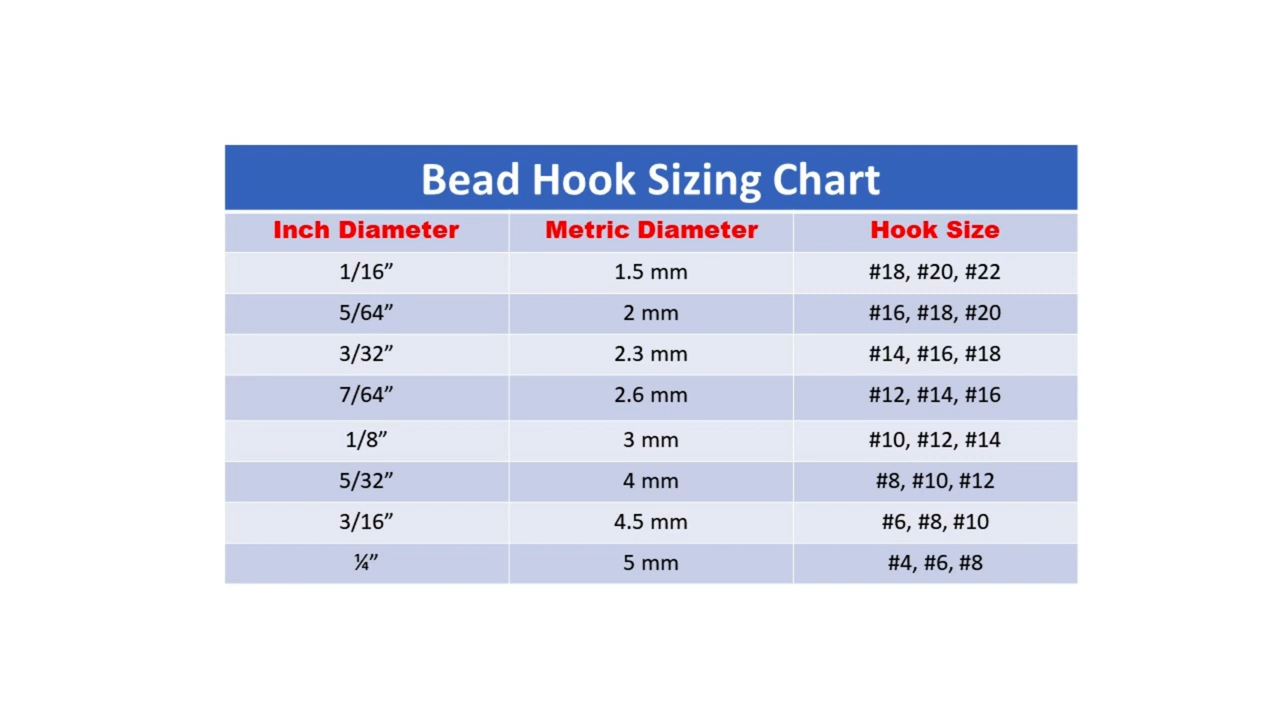 Bead Hook Sizing Chart
Inch Diameter Metric Diameter Hook Size
1/16” 1.5 mm #18, #20, #22
5/64” 2 mm #16, #18, #20
3/32” 2.3 mm #14, #16, #18
7/64” 2.6 mm #12, #14, #16
1/8” 3 mm #10, #12, #14
5/32” 4 mm #8, #10, #12
3/16” 4.5 mm #6, #8, #10
¼” 5 mm #4, #6, #8